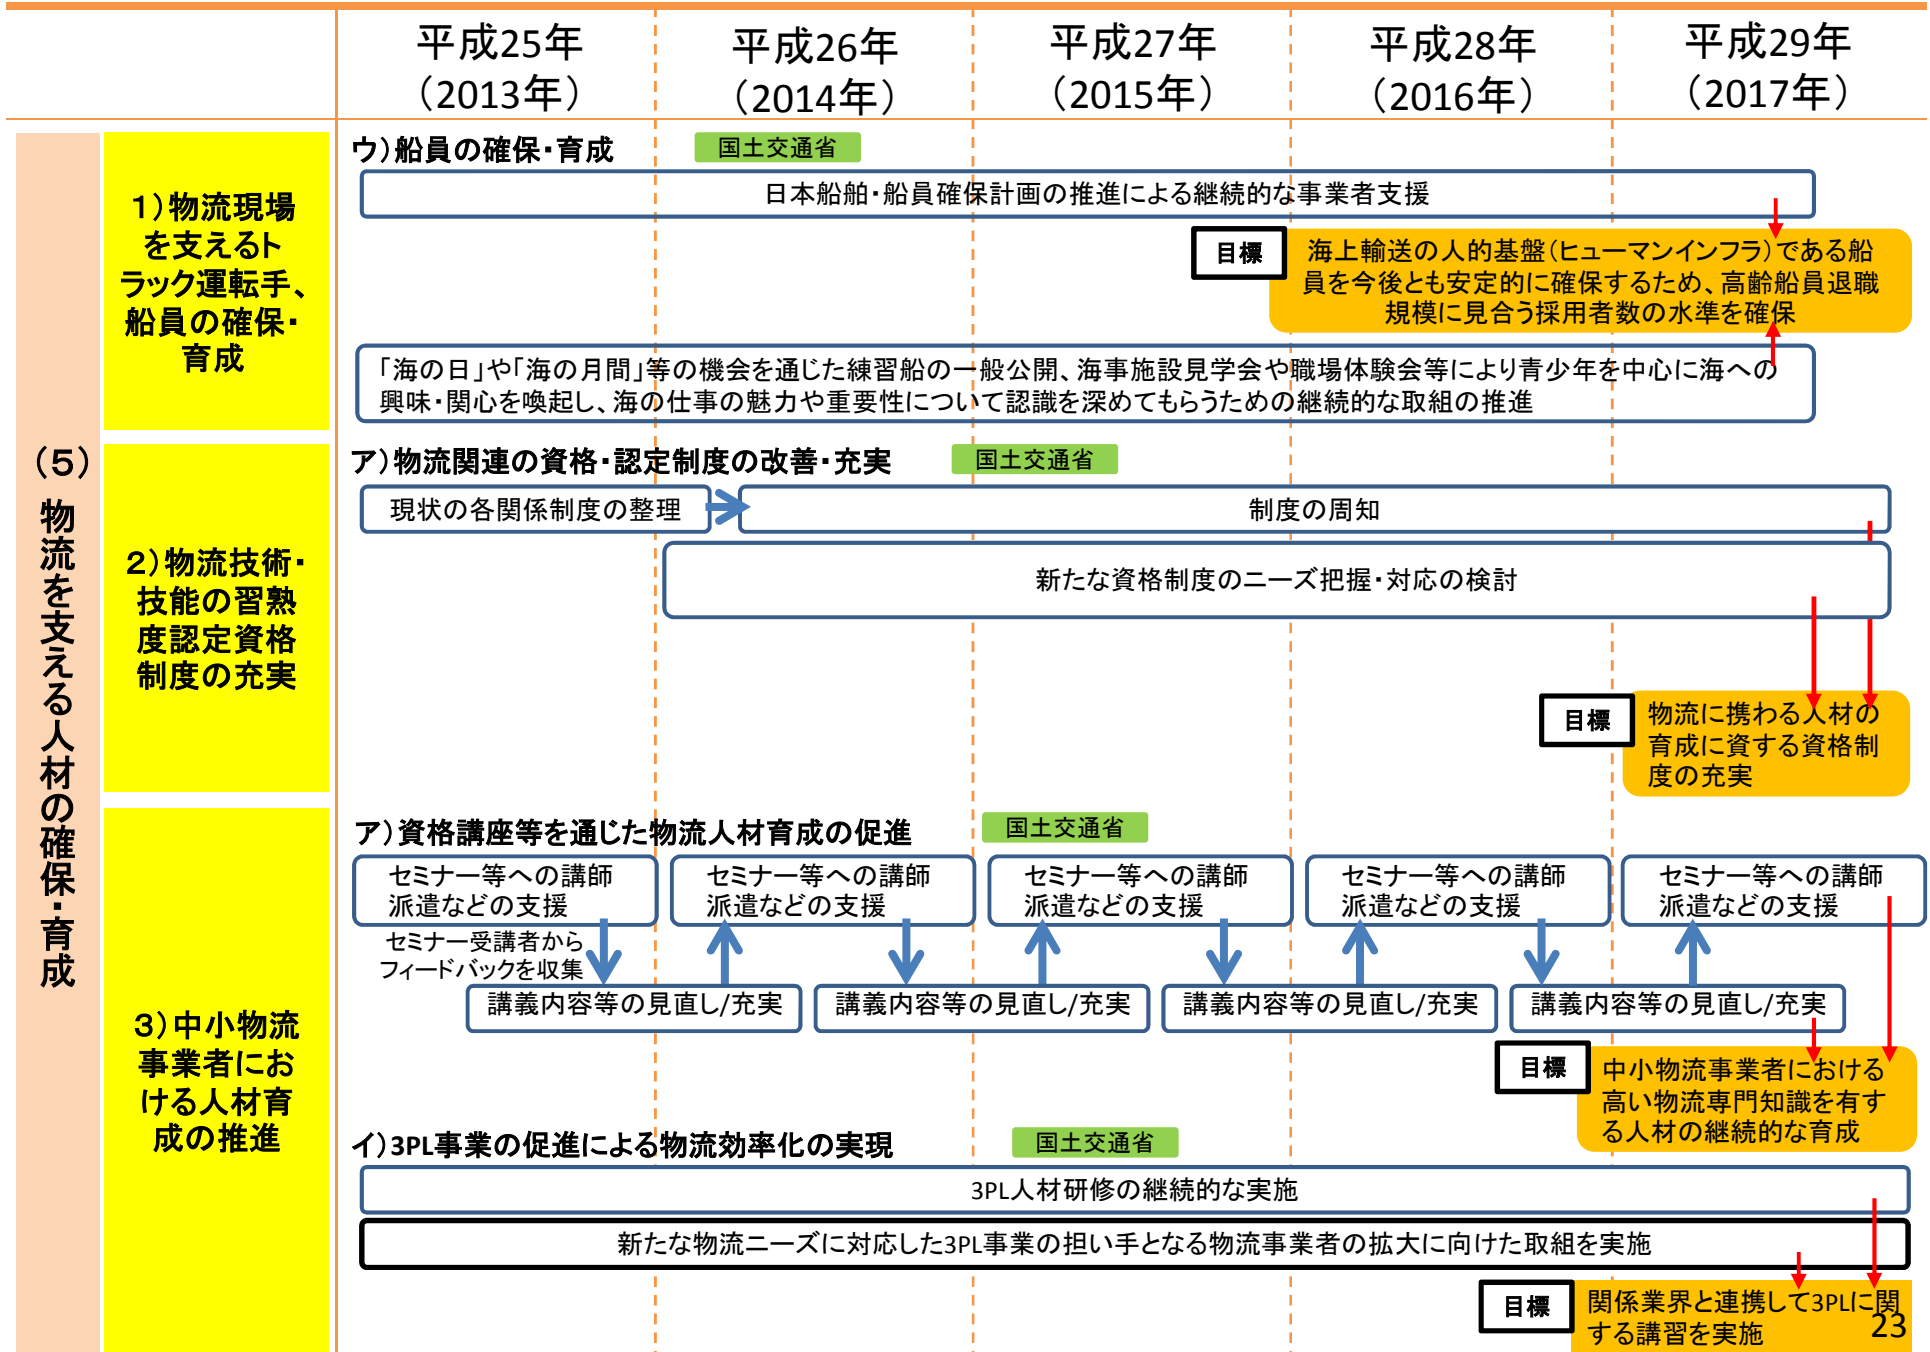 平成25年
(2013年)
平成26年
(2014年)
平成27年
(2015年)
平成28年
(2016年)
平成29年
(2017年)
(5)物流を支える人材の確保・育成
1)物流現場
を支えるト
ラック運転手、
船員の確保・
育成
ウ)船員の確保・育成
国土交通省
日本船舶・船員確保計画の推進による継続的な事業者支援
目標
海上輸送の人的基盤(ヒューマンインフラ)である船
員を今後とも安定的に確保するため、高齢船員退職
規模に見合う採用者数の水準を確保
「海の日」や「海の月間」等の機会を通じた練習船の一般公開、海事施設見学会や職場体験会等により青少年を中心に海への
興味・関心を喚起し、海の仕事の魅力や重要性について認識を深めてもらうための継続的な取組の推進
2)物流技術・
技能の習熟
度認定資格
制度の充実
ア)物流関連の資格・認定制度の改善・充実
国土交通省
現状の各関係制度の整理
制度の周知
新たな資格制度のニーズ把握・対応の検討
目標
物流に携わる人材の
育成に資する資格制
度の充実
3)中小物流
事業者にお
ける人材育
成の推進
ア)資格講座等を通じた物流人材育成の促進
国土交通省
セミナー等への講師
派遣などの支援
セミナー等への講師
派遣などの支援
セミナー等への講師
派遣などの支援
セミナー等への講師
派遣などの支援
セミナー等への講師
派遣などの支援
セミナー受講者から
フィードバックを収集
講義内容等の見直し/充実
講義内容等の見直し/充実
講義内容等の見直し/充実
講義内容等の見直し/充実
目標
中小物流事業者における
高い物流専門知識を有す
る人材の継続的な育成
イ)3PL事業の促進による物流効率化の実現
国土交通省
3PL人材研修の継続的な実施
新たな物流ニーズに対応した3PL事業の担い手となる物流事業者の拡大に向けた取組を実施
目標
関係業界と連携して3PLに関
する講習を実施
23